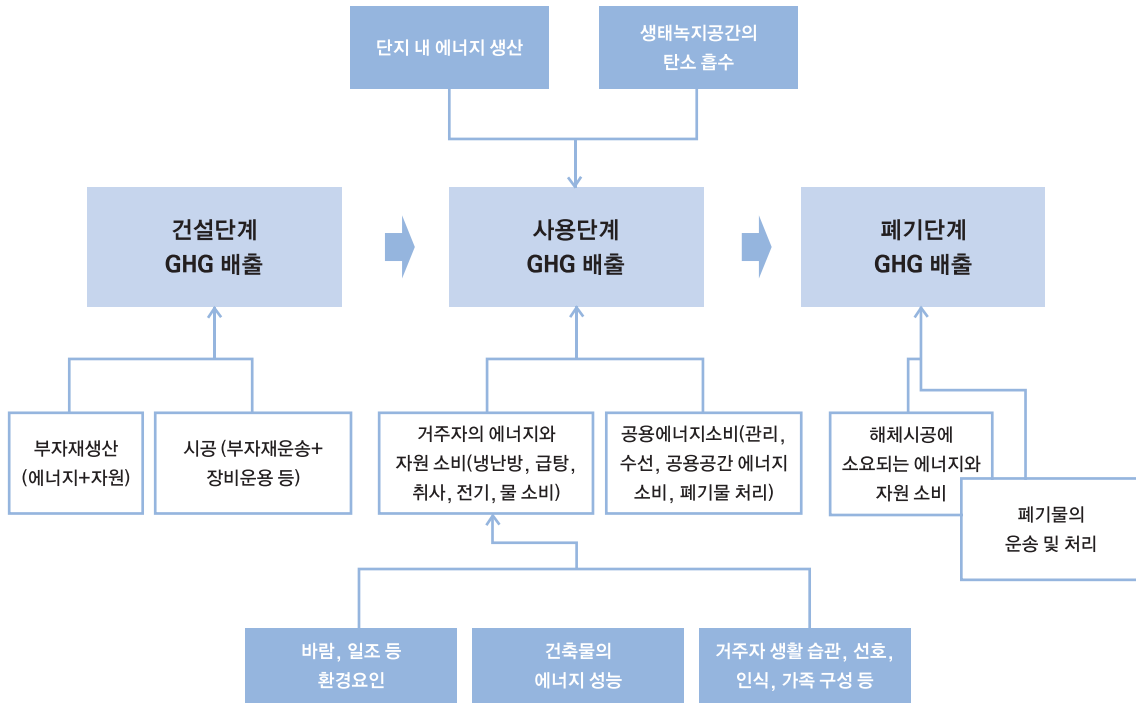 단지 내 에너지 생산
생태녹지공간의
탄소 흡수
건설단계
GHG 배출
사용단계
GHG 배출
폐기단계
GHG 배출
부자재생산
(에너지+자원)
시공 (부자재운송+
장비운용 등)
거주자의 에너지와
자원 소비(냉난방, 급탕,
취사, 전기, 물 소비)
공용에너지소비(관리,
수선, 공용공간 에너지
소비, 폐기물 처리)
해체시공에
소요되는 에너지와
자원 소비
폐기물의
운송 및 처리
바람, 일조 등
환경요인
건축물의
에너지 성능
거주자 생활 습관, 선호,
인식, 가족 구성 등